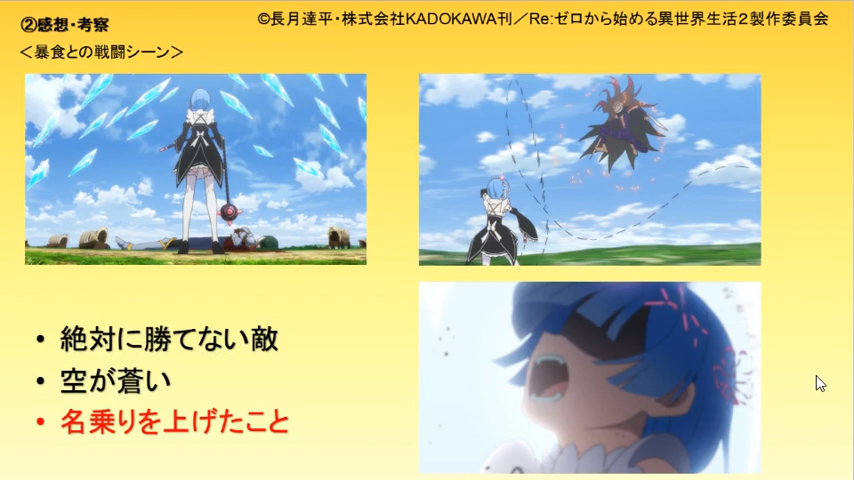 ②感想・考察
©長月達平・株式会社KADOKAWA刊／Re:ゼロから始める異世界生活２製作委員会
＜暴食との戦闘シーン＞
• 絶対に勝てない敵
• 空が蒼い
• 名乗りを上げたこと